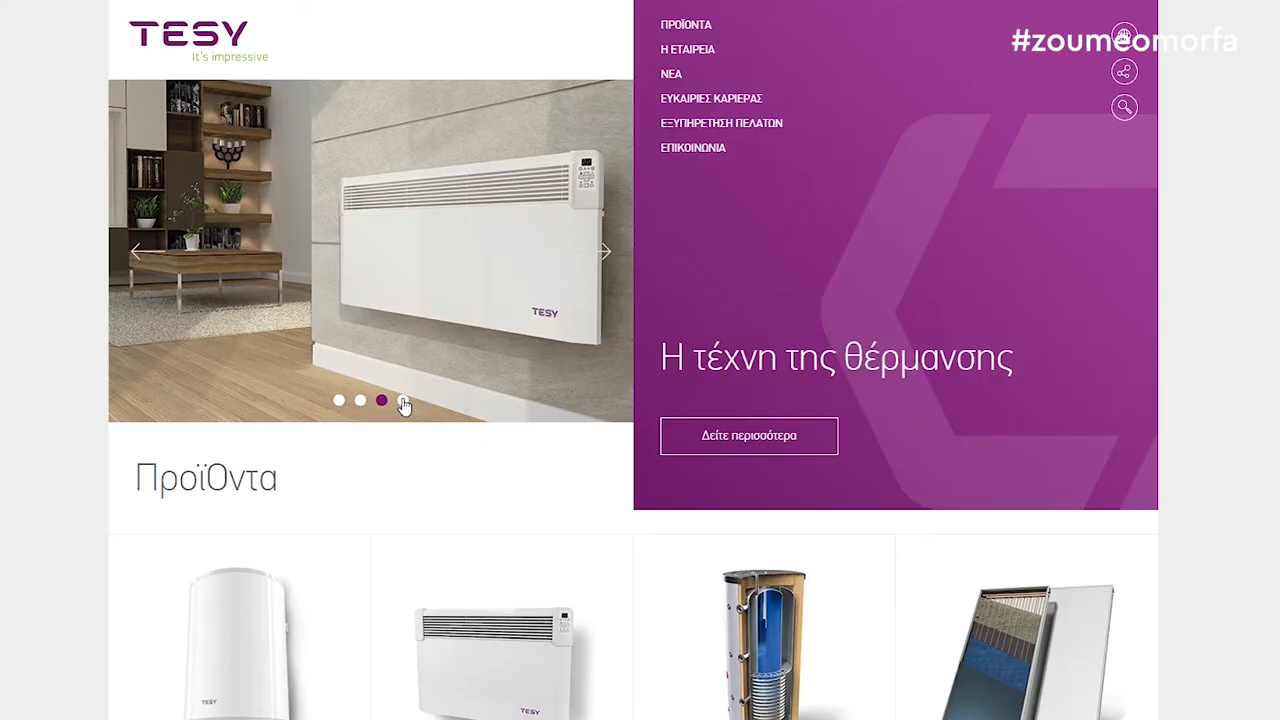 TESY
It's impressive
ΠΡΟΪΟΝΤΑ
Η ΕΤΑΙΡΕΙΑ
ΝΕΑ
ΕΥΚΑΙΡΙΕΣ ΚΑΡΙΕΡΑΣ
ΕΞΥΠΗΡΕΤΗΣΗ ΠΕΛΑΤΩΝ
ΕΠΙΚΟΙΝΩΝΙΑ
#zoumeomorfa
TESY
Η τέχνη της θέρμανσης
Δείτε περισσότερα
ΠροϊΟντα
TESY
TESY